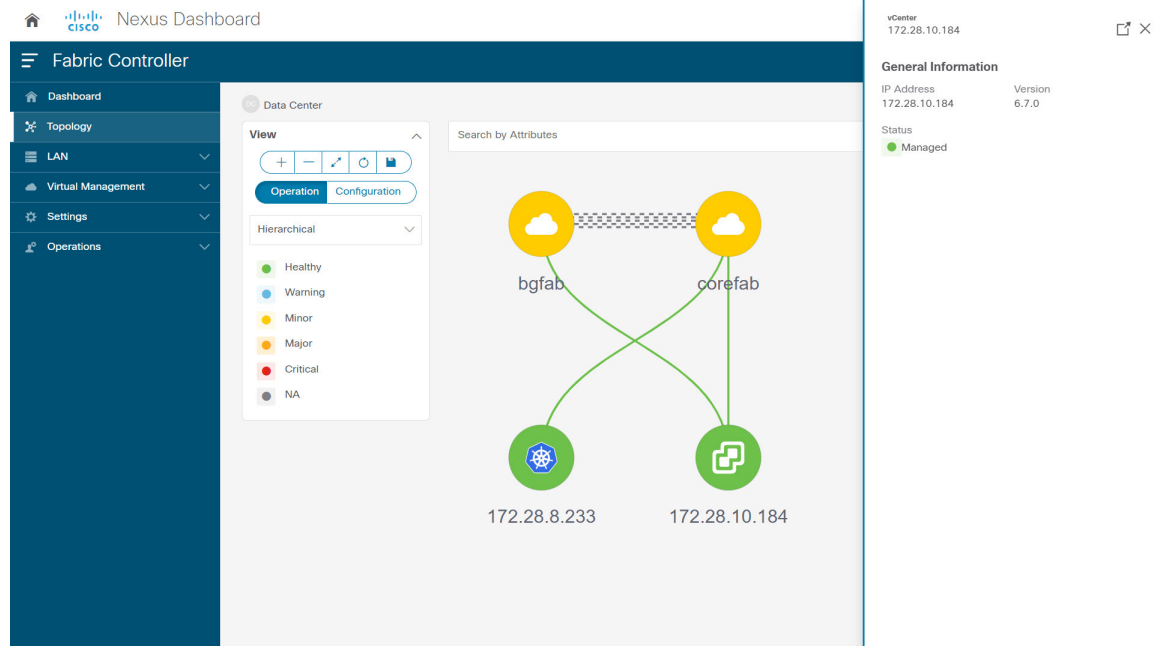 CISCO Nexus Dashboard
Fabric Controller
Dashboard
Topology
LAN
Virtual Management
Settings
Operations
Data Center
View
Operation Configuration
Hierarchical
Healthy
Warning
Minor
Major
Critical
NA
Search by Attributes
bgfab
corefab
172.28.8.233
172.28.10.184
vCenter
172.28.10.184
General Information
IP Address Version
172.28.10.184 6.7.0
Status
Managed